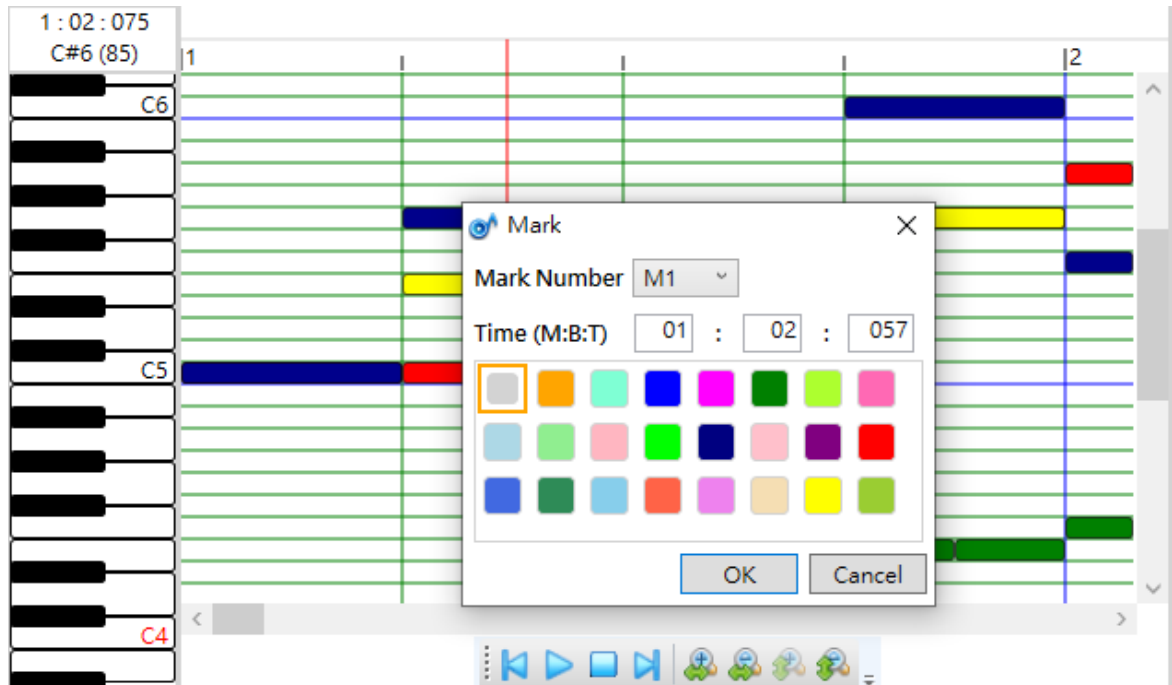 1 : 02 : 075
C#6 (85)
1
2
C6
Mark
Mark Number M1
Time (M:B:T) 01 : 02 : 057
C5
OK Cancel
C4